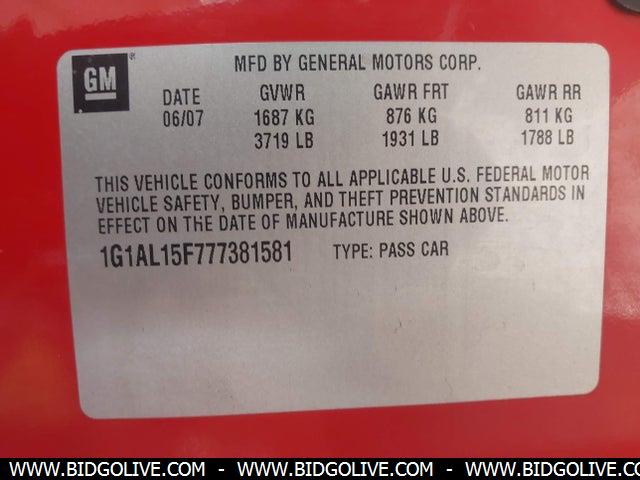 GM
®
MFD BY GENERAL MOTORS CORP.
DATE GVWR GAWR FRT GAWR RR
06/07 1687 KG 876 KG 811 KG
3719 LB 1931 LB 1788 LB
THIS VEHICLE CONFORMS TO ALL APPLICABLE U.S. FEDERAL MOTOR
VEHICLE SAFETY, BUMPER, AND THEFT PREVENTION STANDARDS IN
EFFECT ON THE DATE OF MANUFACTURE SHOWN ABOVE.
1G1AL15F777381581 TYPE: PASS CAR
WWW.BIDGOLIVE.COM - WWW.BIDGOLIVE.COM - WWW.BIDGOLIVE.COM